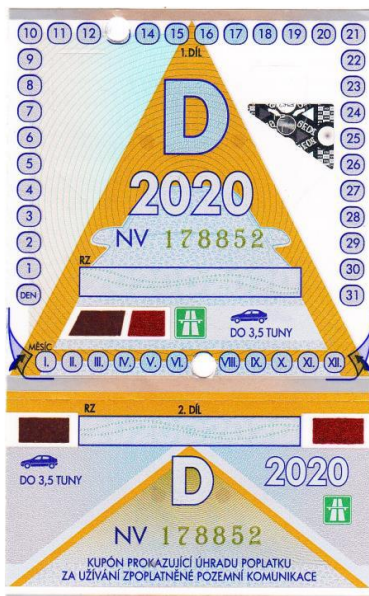 10 11 12 14 15 16 17 18 19 20 21
1. DÍL
9 22
8 D 23
7 24
6 25
5 26
4 2020 27
3 28
2 NV 178852 29
1 RZ 30
DEN 31
DO 3,5 TUNY
MĚSÍC
I. II. III. IV. V. VI. VIII. IX. X. XI. XII.
RZ 2. DÍL
DO 3,5 TUNY D 2020
NV 178852
KUPÓN PROKAZUJÍCÍ ÚHRADU POPLATKU
ZA UŽÍVÁNÍ ZPOPLATNĚNÉ POZEMNÍ KOMUNIKACE